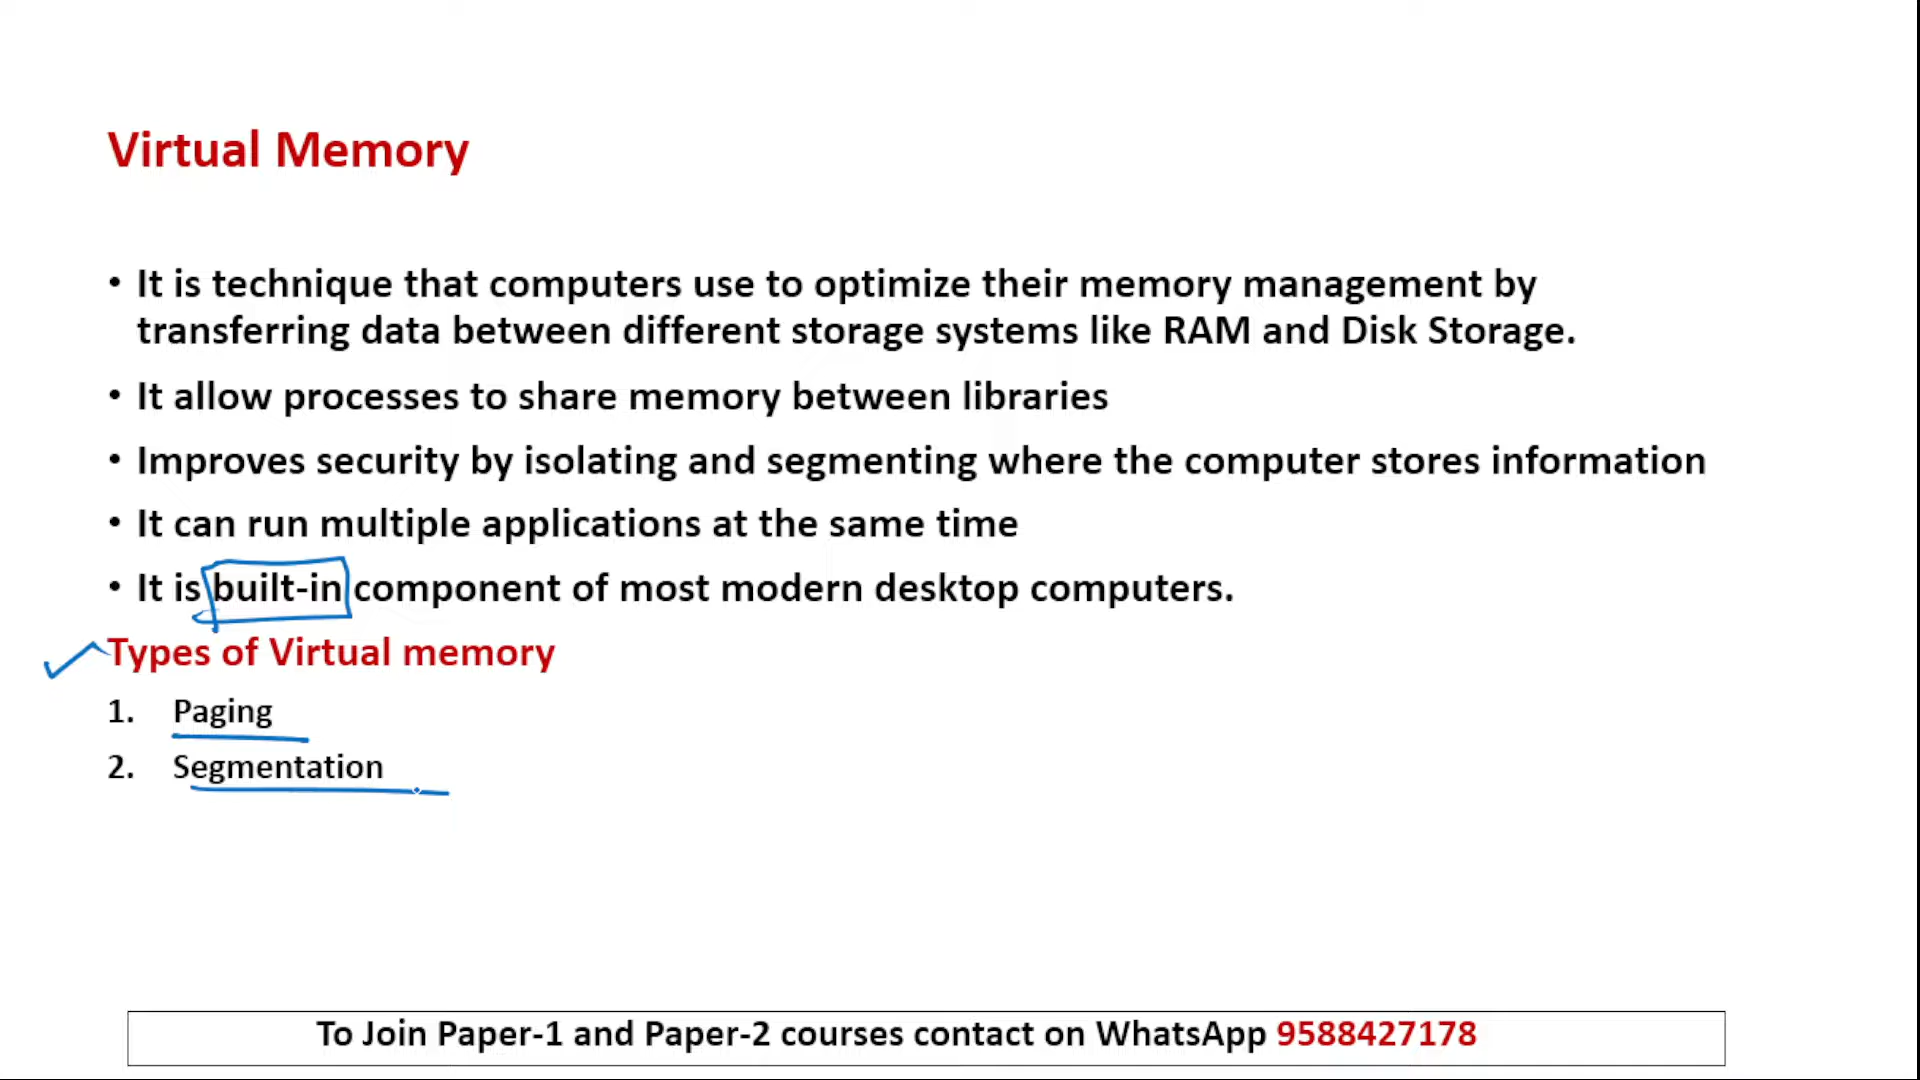 Virtual Memory
• It is technique that computers use to optimize their memory management by
transferring data between different storage systems like RAM and Disk Storage.
• It allow processes to share memory between libraries
• Improves security by isolating and segmenting where the computer stores information
• It can run multiple applications at the same time
• It is built-in component of most modern desktop computers.
Types of Virtual memory
1. Paging
2. Segmentation
To Join Paper-1 and Paper-2 courses contact on WhatsApp 9588427178